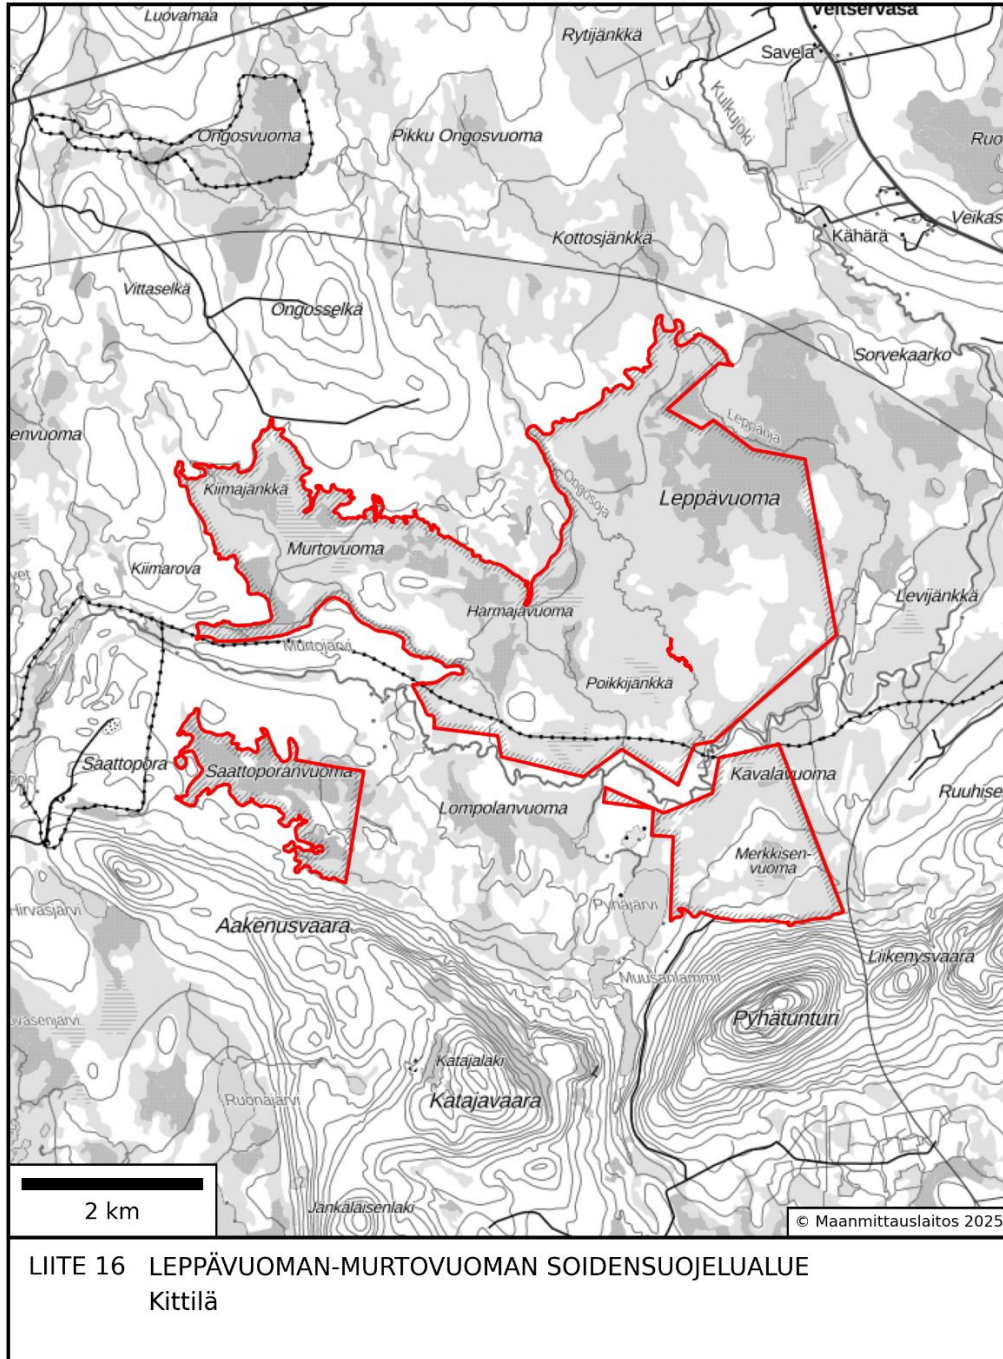 Luovamaa
Veitservasa
Rytijänkkä
Savela
Kulkujoki
Ongosvuoma
Pikku Ongosvuoma
Kottosjänkkä
Kähärä
Vittaselkä
Ongosselkä
Sorvekaarko
envuoma
Leppäoja
Kiimajänkkä
Ongosoja
Leppävuoma
Murtovuoma
Kiimarova
Harmajavuoma
Levijänkkä
Murtojärvi
Poikkijänkkä
Saattopora
Saattoporanvuoma
Kavalavuoma
Lompolanvuoma
Merkkisen-
vuoma
Pyhäjärvi
Hirvasjärvi
Aakenusvaara
Liikenysvaara
Muusanlammit
Pyhätunturi
Katajalaki
Katajavaara
Ruonajärvi
Jankäläisenlaki
2 km
© Maanmittauslaitos 2025
LIITE 16 LEPPÄVUOMAN-MURTOVUOMAN SOIDENSUOJELUALUE
Kittilä